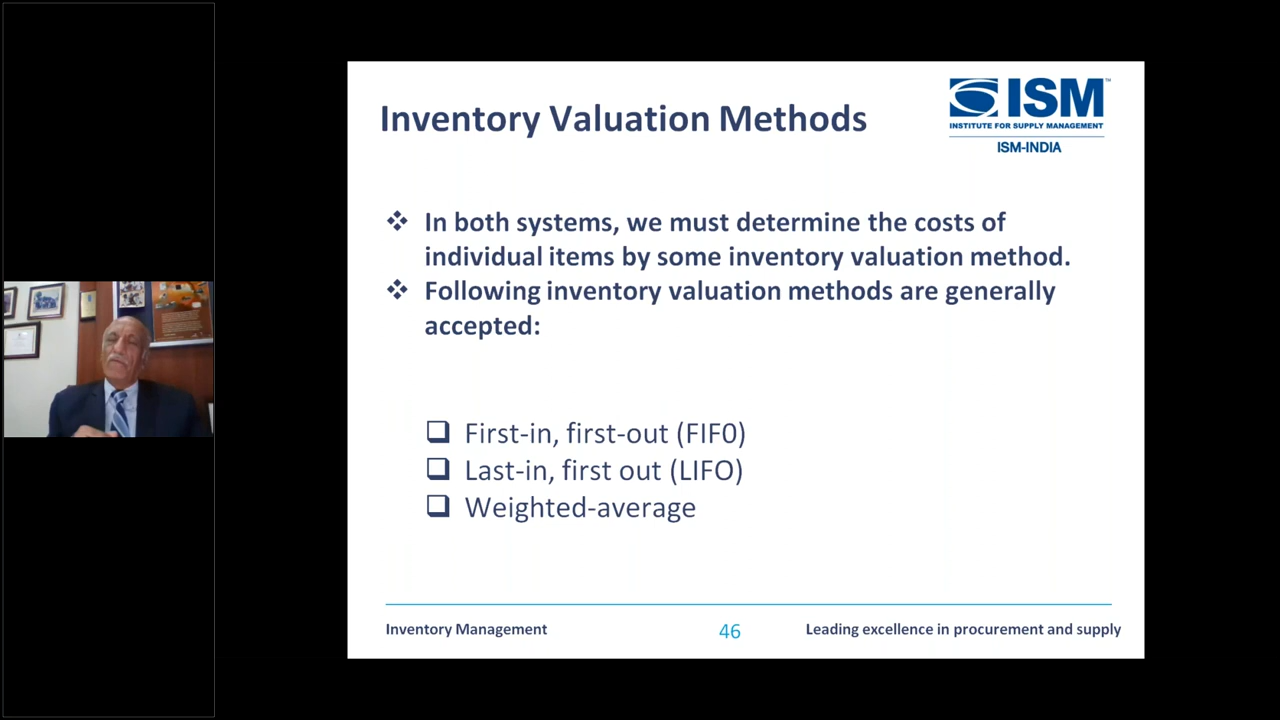 Inventory Valuation Methods
ISM™
INSTITUTE FOR SUPPLY MANAGEMENT
ISM-INDIA
❖ In both systems, we must determine the costs of
individual items by some inventory valuation method.
❖ Following inventory valuation methods are generally
accepted:
❑ First-in, first-out (FIF0)
❑ Last-in, first out (LIFO)
❑ Weighted-average
Inventory Management 46 Leading excellence in procurement and supply